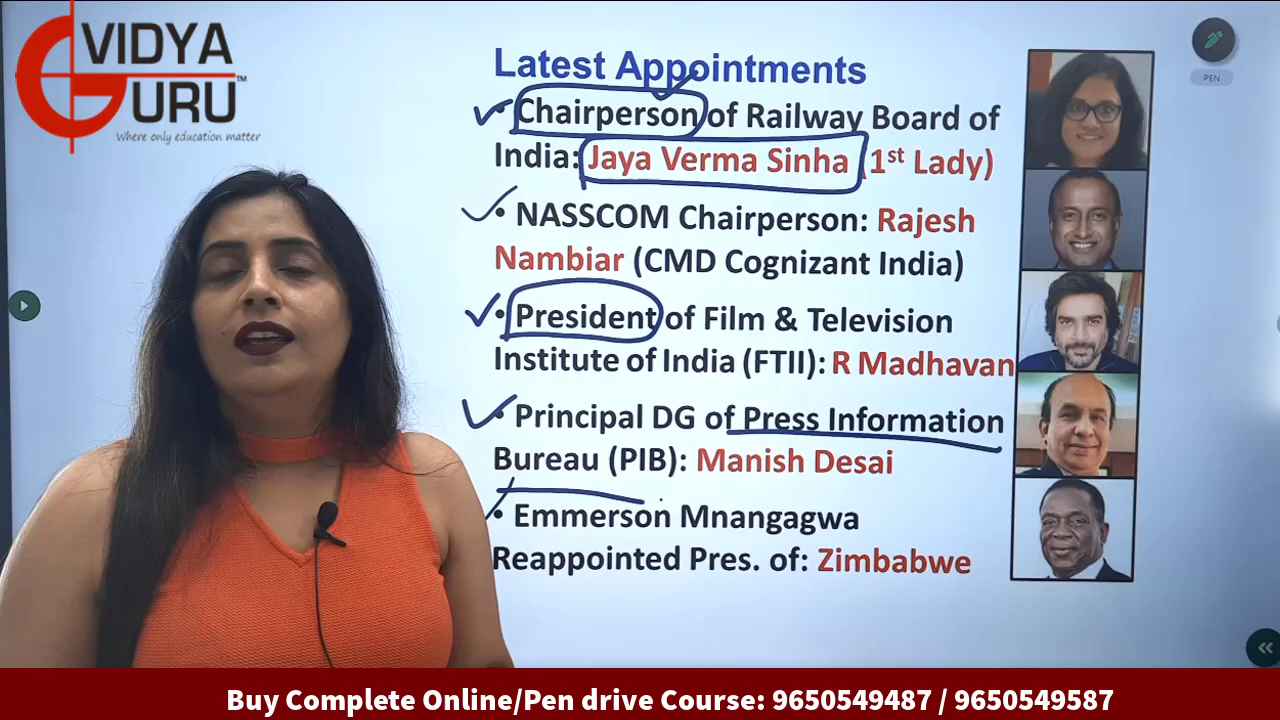 VIDYA
GURU™
Where only education matter
PEN
Latest Appointments
• Chairperson of Railway Board of
India: Jaya Verma Sinha (1st Lady)
• NASSCOM Chairperson: Rajesh
Nambiar (CMD Cognizant India)
• President of Film & Television
Institute of India (FTII): R Madhavan
• Principal DG of Press Information
Bureau (PIB): Manish Desai
• Emmerson Mnangagwa
Reappointed Pres. of: Zimbabwe
Buy Complete Online/Pen drive Course: 9650549487 / 9650549587